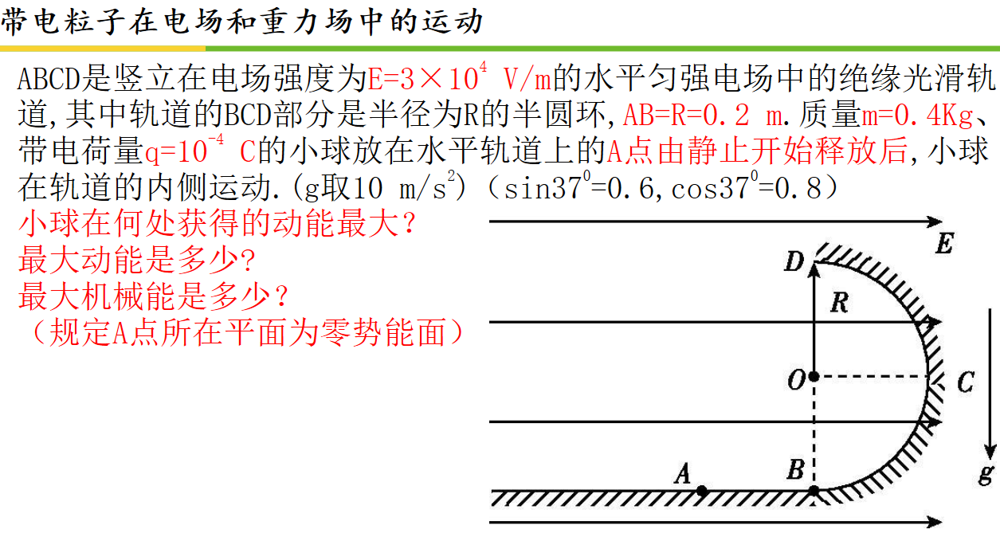 带电粒子在电场和重力场中的运动
ABCD是竖立在电场强度为E=3×10⁴ V/m的水平匀强电场中的绝缘光滑轨
道,其中轨道的BCD部分是半径为R的半圆环,AB=R=0.2 m.质量m=0.4Kg、
带电荷量q=10⁻⁴ C的小球放在水平轨道上的A点由静止开始释放后,小球
在轨道的内侧运动.(g取10 m/s²)（sin37⁰=0.6,cos37⁰=0.8）
小球在何处获得的动能最大?
最大动能是多少?
最大机械能是多少?
（规定A点所在平面为零势能面）
E
D
R
O
C
A
B
g